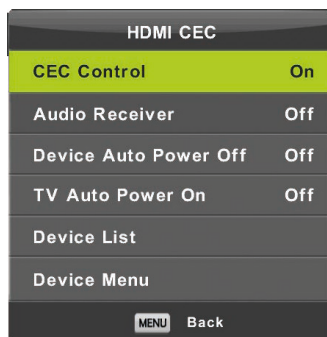 HDMI CEC
CEC Control On
Audio Receiver Off
Device Auto Power Off Off
TV Auto Power On Off
Device List
Device Menu
MENU Back